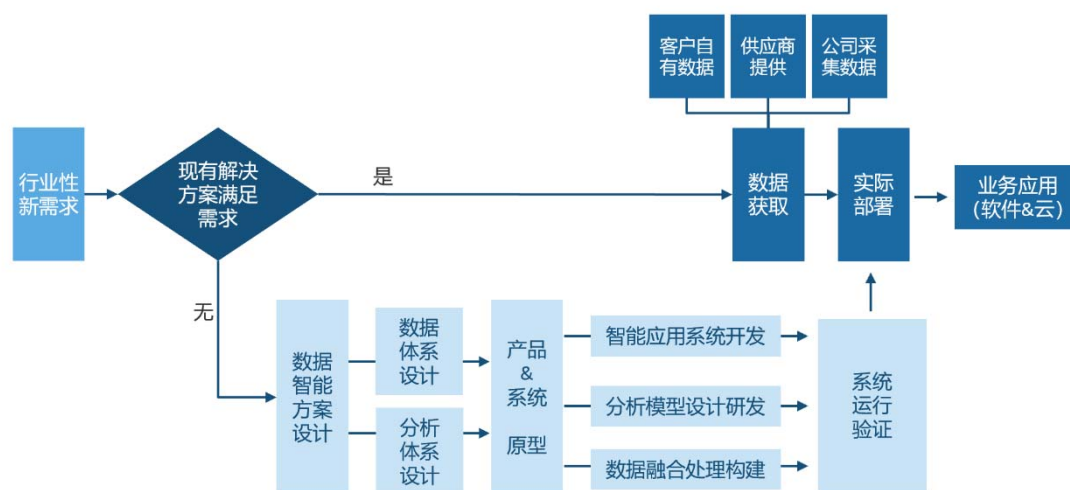 客户自
有数据
供应商
提供
公司采
集数据
行业性
新需求
现有解决
方案满足
需求
是
数据
获取
实际
部署
业务应用
(软件&云)
无
数据
智能
方案
设计
数据
体系
设计
分析
体系
设计
产品
&
系统
原型
智能应用系统开发
分析模型设计研发
数据融合处理构建
系统
运行
验证